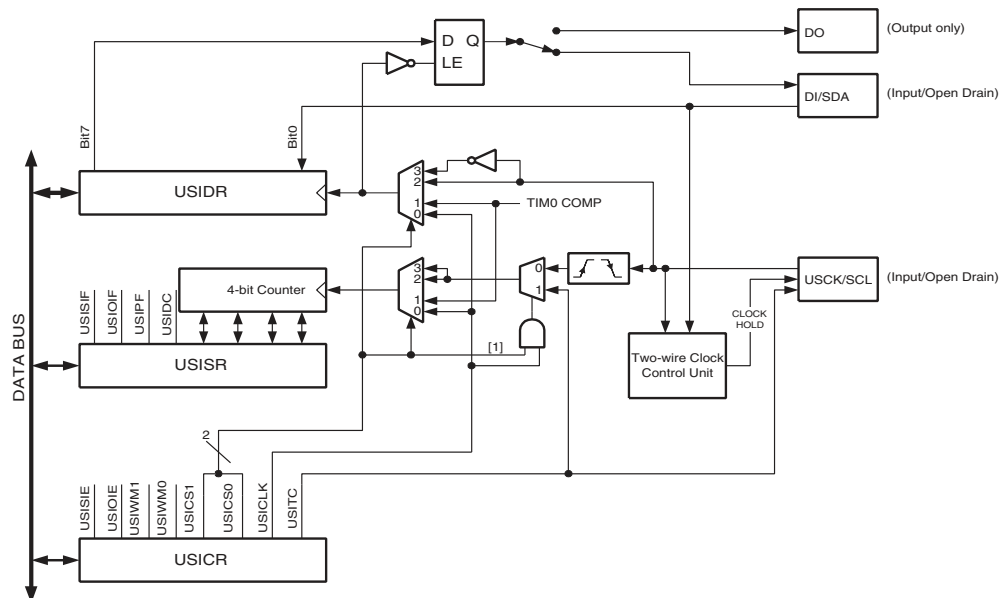 D Q
LE
DO
(Output only)
DI/SDA
(Input/Open Drain)
Bit7
Bit0
USIDR
3
2
1
0
TIM0 COMP
DATA BUS
4-bit Counter
3
2
1
0
0
1
USCK/SCL
(Input/Open Drain)
CLOCK
HOLD
USISIF
USIOIF
USIPF
USIDC
USISR
[1]
Two-wire Clock
Control Unit
2
USISIE
USIOIE
USIWM1
USIWM0
USICS1
USICS0
USICLK
USITC
USICR